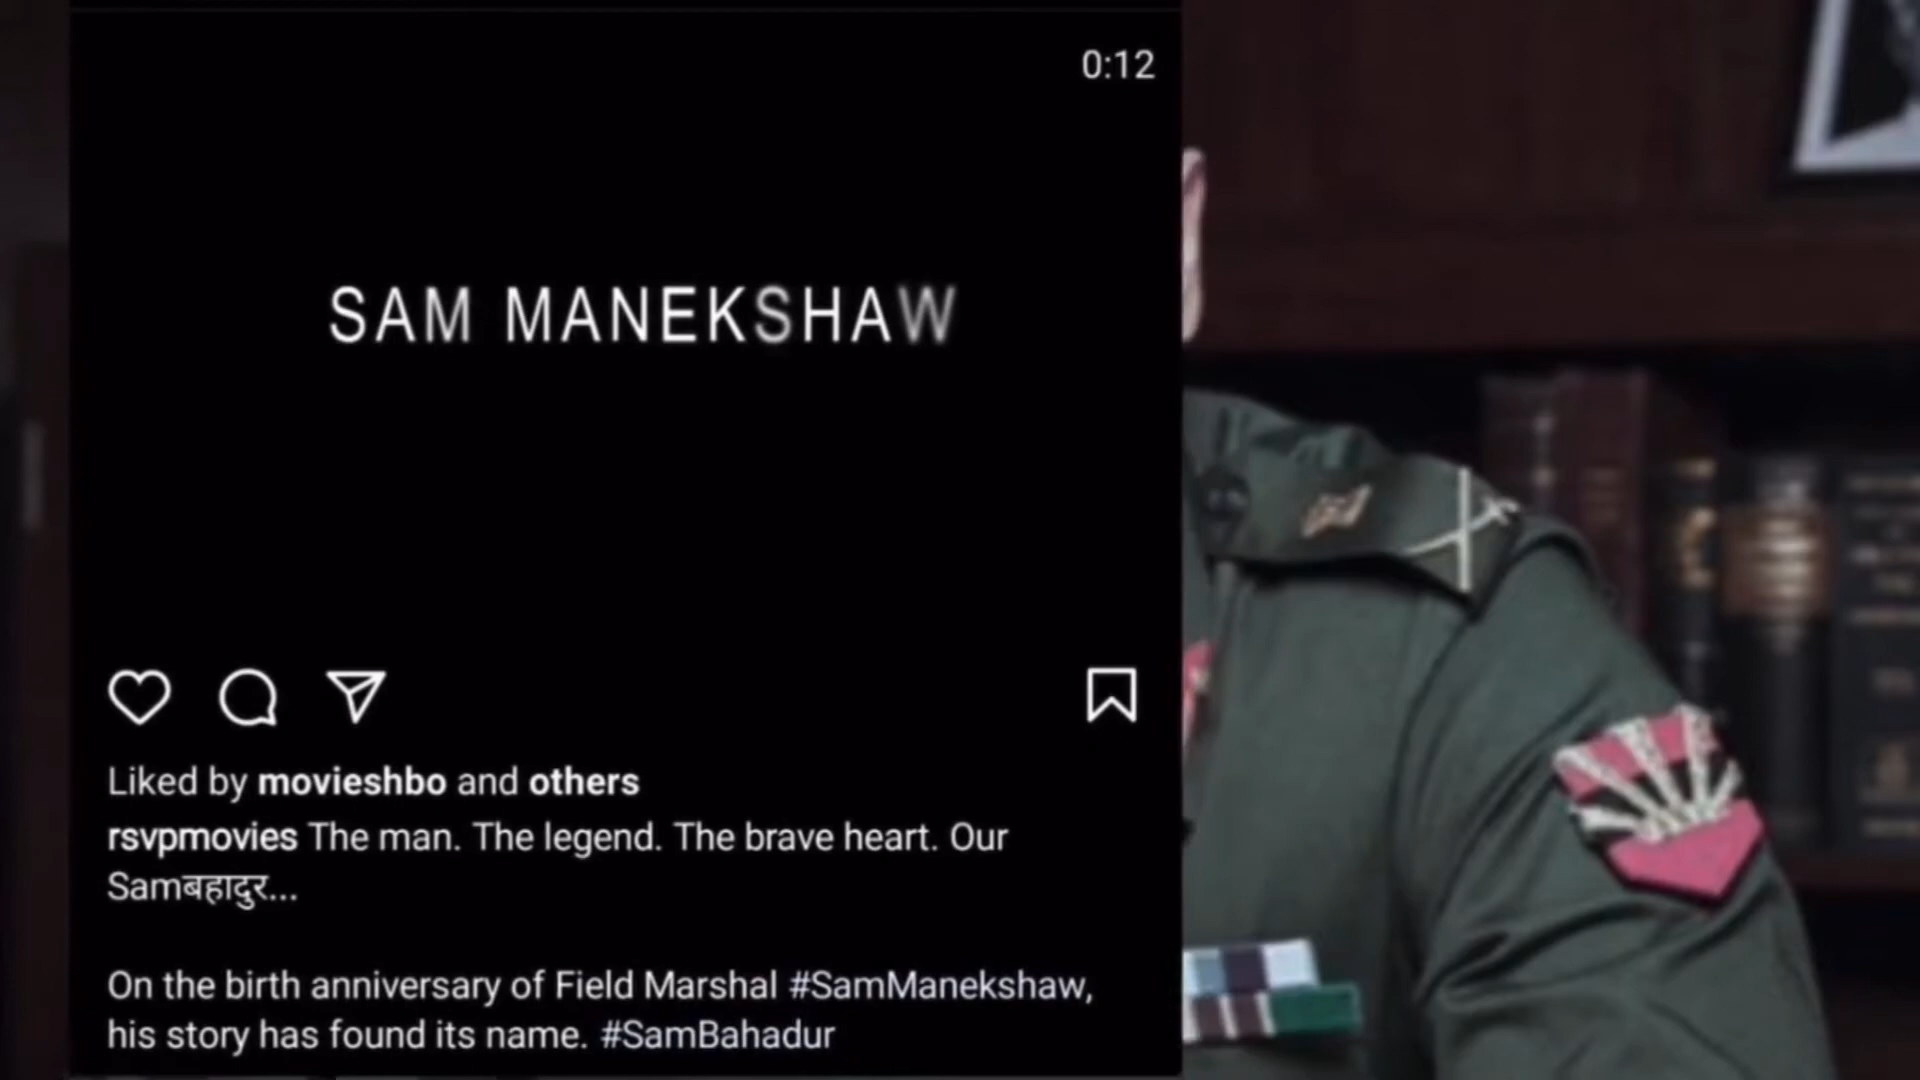 0:12
SAM MANEKSHAW
Liked by movieshbo and others
rsvpmovies The man. The legend. The brave heart. Our
Samबहादुर...
On the birth anniversary of Field Marshal #SamManekshaw,
his story has found its name. #SamBahadur